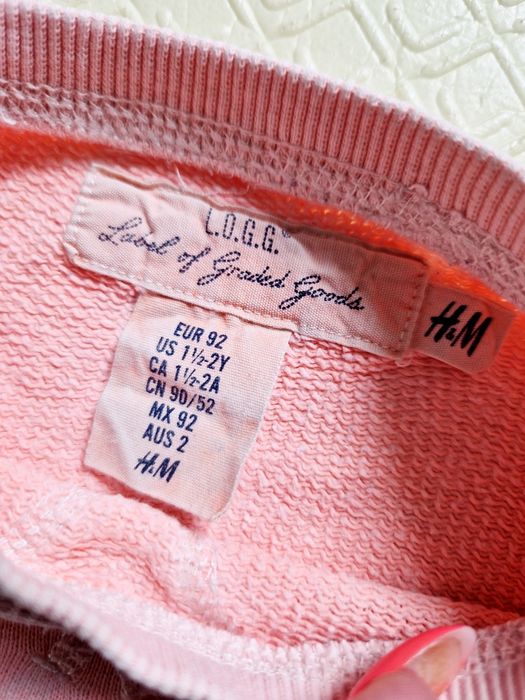 L.O.G.G.®
Label of Graded Goods
H&M
EUR 92
US 1½-2Y
CA 1½-2A
CN 90/52
MX 92
AUS 2
H&M